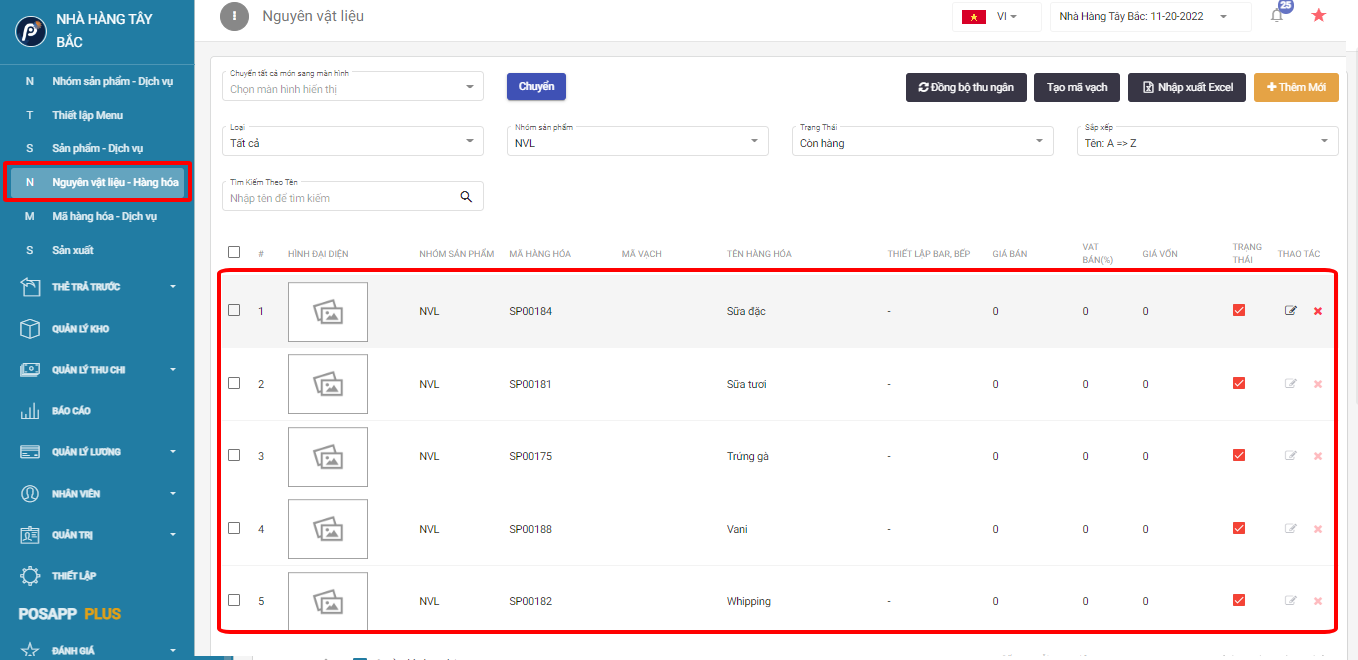 NHÀ HÀNG TÂY
BẮC
N Nhóm sản phẩm - Dịch vụ
T Thiết lập Menu
S Sản phẩm - Dịch vụ
N Nguyên vật liệu - Hàng hóa
M Mã hàng hóa - Dịch vụ
S Sản xuất
THẺ TRẢ TRƯỚC
QUẢN LÝ KHO
QUẢN LÝ THU CHI
BÁO CÁO
QUẢN LÝ LƯƠNG
NHÂN VIÊN
QUẢN TRỊ
THIẾT LẬP
POSAPP PLUS
ĐÁNH GIÁ
Nguyên vật liệu
VI
Nhà Hàng Tây Bắc: 11-20-2022
25
Chuyển tất cả món sang màn hình
Chọn màn hình hiển thị
Chuyển
Đồng bộ thu ngân
Tạo mã vạch
Nhập xuất Excel
Thêm Mới
Loại
Tất cả
Nhóm sản phẩm
NVL
Trạng Thái
Còn hàng
Sắp xếp
Tên: A => Z
Tìm Kiếm Theo Tên
Nhập tên để tìm kiếm
# HÌNH ĐẠI DIỆN NHÓM SẢN PHẨM MÃ HÀNG HÓA MÃ VẠCH TÊN HÀNG HÓA THIẾT LẬP BAR, BẾP GIÁ BÁN VAT BÁN(%) GIÁ VỐN TRẠNG THÁI THAO TÁC
1 NVL SP00184 Sữa đặc - 0 0 0
2 NVL SP00181 Sữa tươi - 0 0 0
3 NVL SP00175 Trứng gà - 0 0 0
4 NVL SP00188 Vani - 0 0 0
5 NVL SP00182 Whipping - 0 0 0